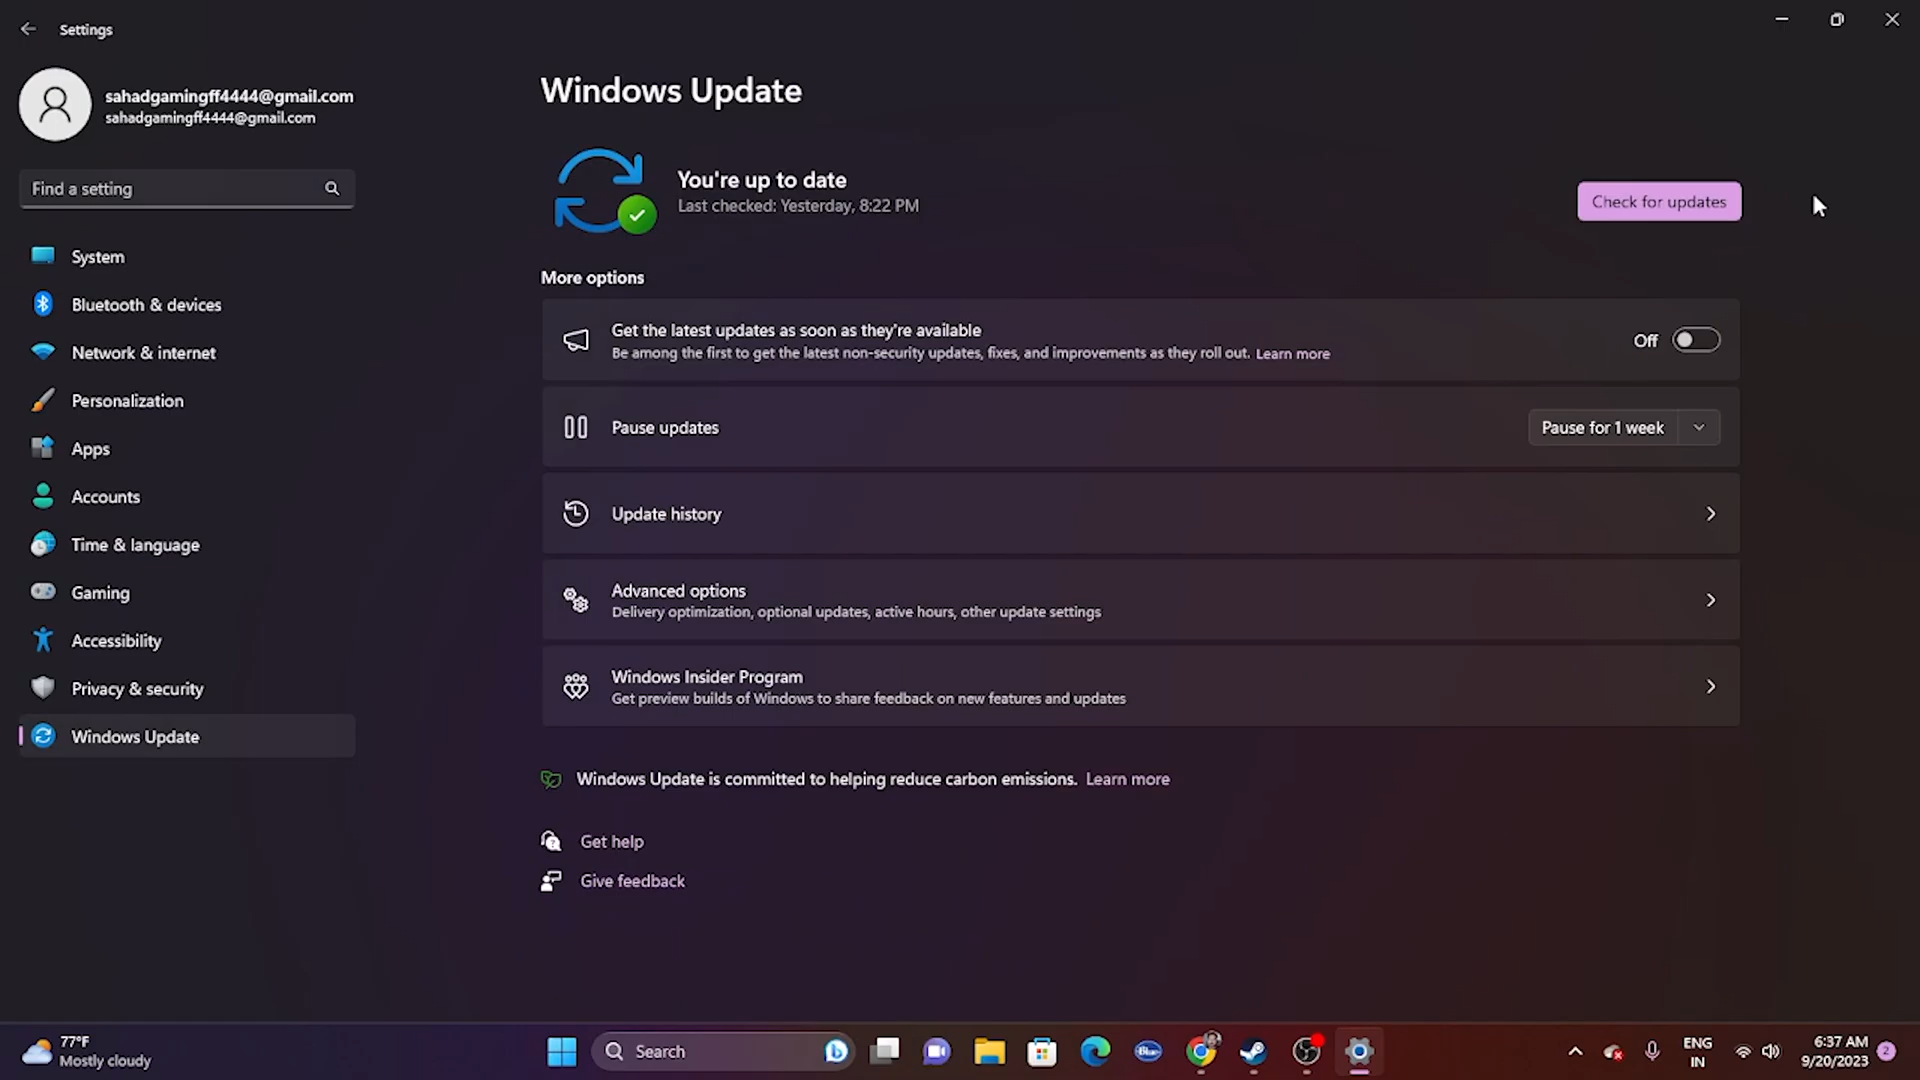 Settings
sahadgamingff4444@gmail.com
sahadgamingff4444@gmail.com
Find a setting
System
Bluetooth & devices
Network & internet
Personalization
Apps
Accounts
Time & language
Gaming
Accessibility
Privacy & security
Windows Update
Windows Update
You're up to date
Last checked: Yesterday, 8:22 PM
Check for updates
More options
Get the latest updates as soon as they're available
Be among the first to get the latest non-security updates, fixes, and improvements as they roll out. Learn more
Off
Pause updates
Pause for 1 week
Update history
Advanced options
Delivery optimization, optional updates, active hours, other update settings
Windows Insider Program
Get preview builds of Windows to share feedback on new features and updates
Windows Update is committed to helping reduce carbon emissions. Learn more
Get help
Give feedback
77°F
Mostly cloudy
Search
ENG
IN
6:37 AM
9/20/2023
2